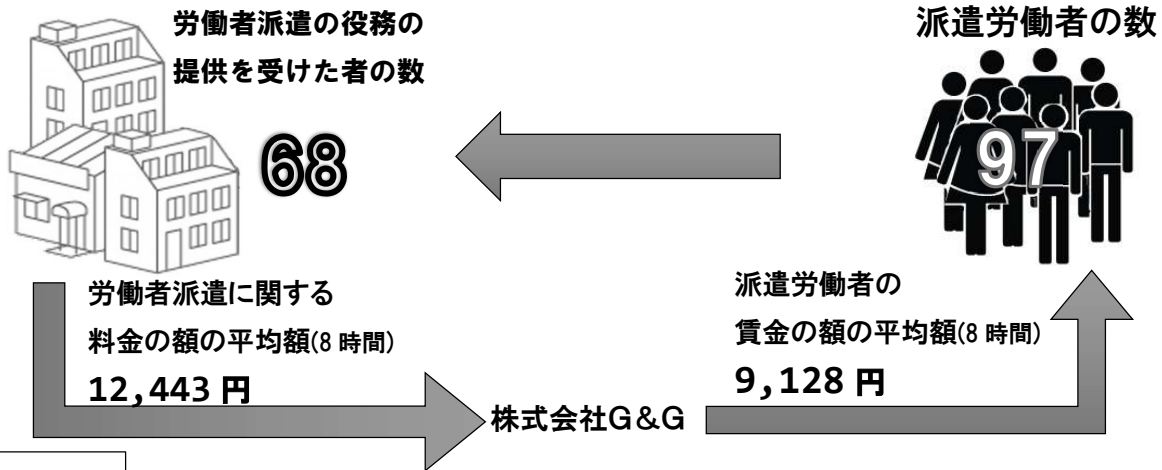 労働者派遣の役務の
提供を受けた者の数
68
派遣労働者の数
97
労働者派遣に関する
料金の額の平均額(8 時間)
12,443 円
派遣労働者の
賃金の額の平均額(8 時間)
9,128 円
株式会社G&G